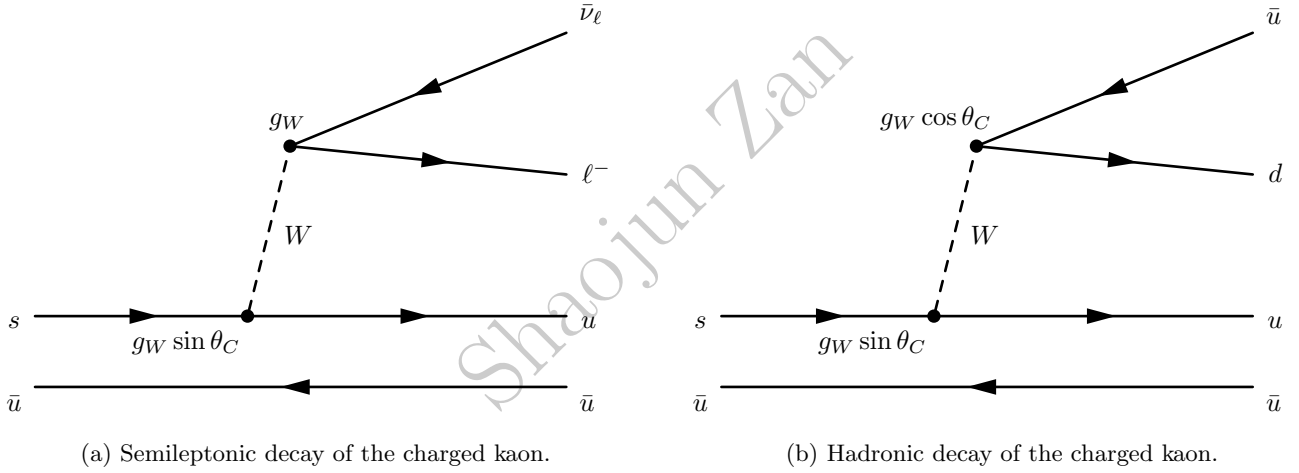 ν̄_ℓ
g_W
ℓ⁻
W
s
u
g_W sin θ_C
ū
ū
(a) Semileptonic decay of the charged kaon.
ū
g_W cos θ_C
d
W
s
u
g_W sin θ_C
ū
ū
(b) Hadronic decay of the charged kaon.
Shaojun Zan